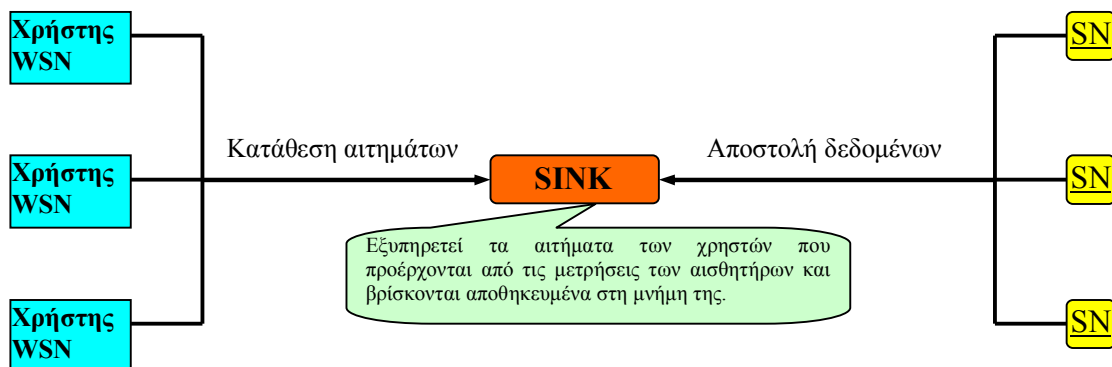 Χρήστης
WSN
SN
Κατάθεση αιτημάτων
Αποστολή δεδομένων
Χρήστης
WSN
SINK
SN
Εξυπηρετεί τα αιτήματα των χρηστών που
προέρχονται από τις μετρήσεις των αισθητήρων και
βρίσκονται αποθηκευμένα στη μνήμη της.
Χρήστης
WSN
SN